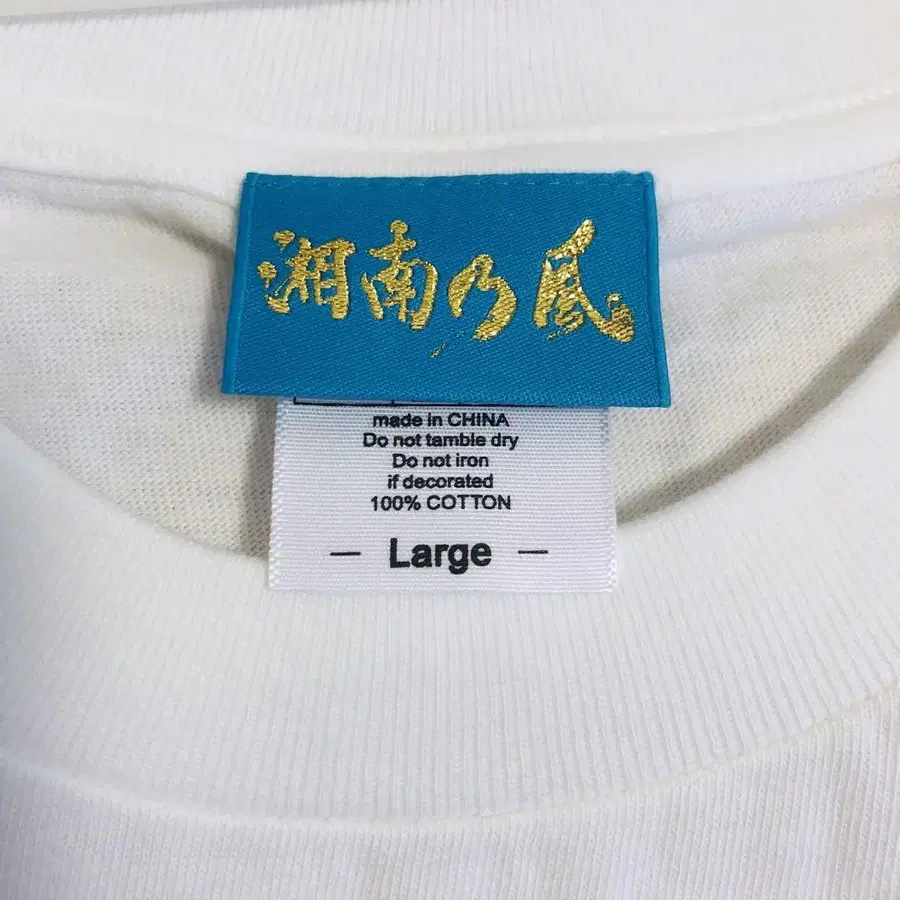 湘南乃風
made in CHINA
Do not tamble dry
Do not iron
if decorated
100% COTTON
— Large —